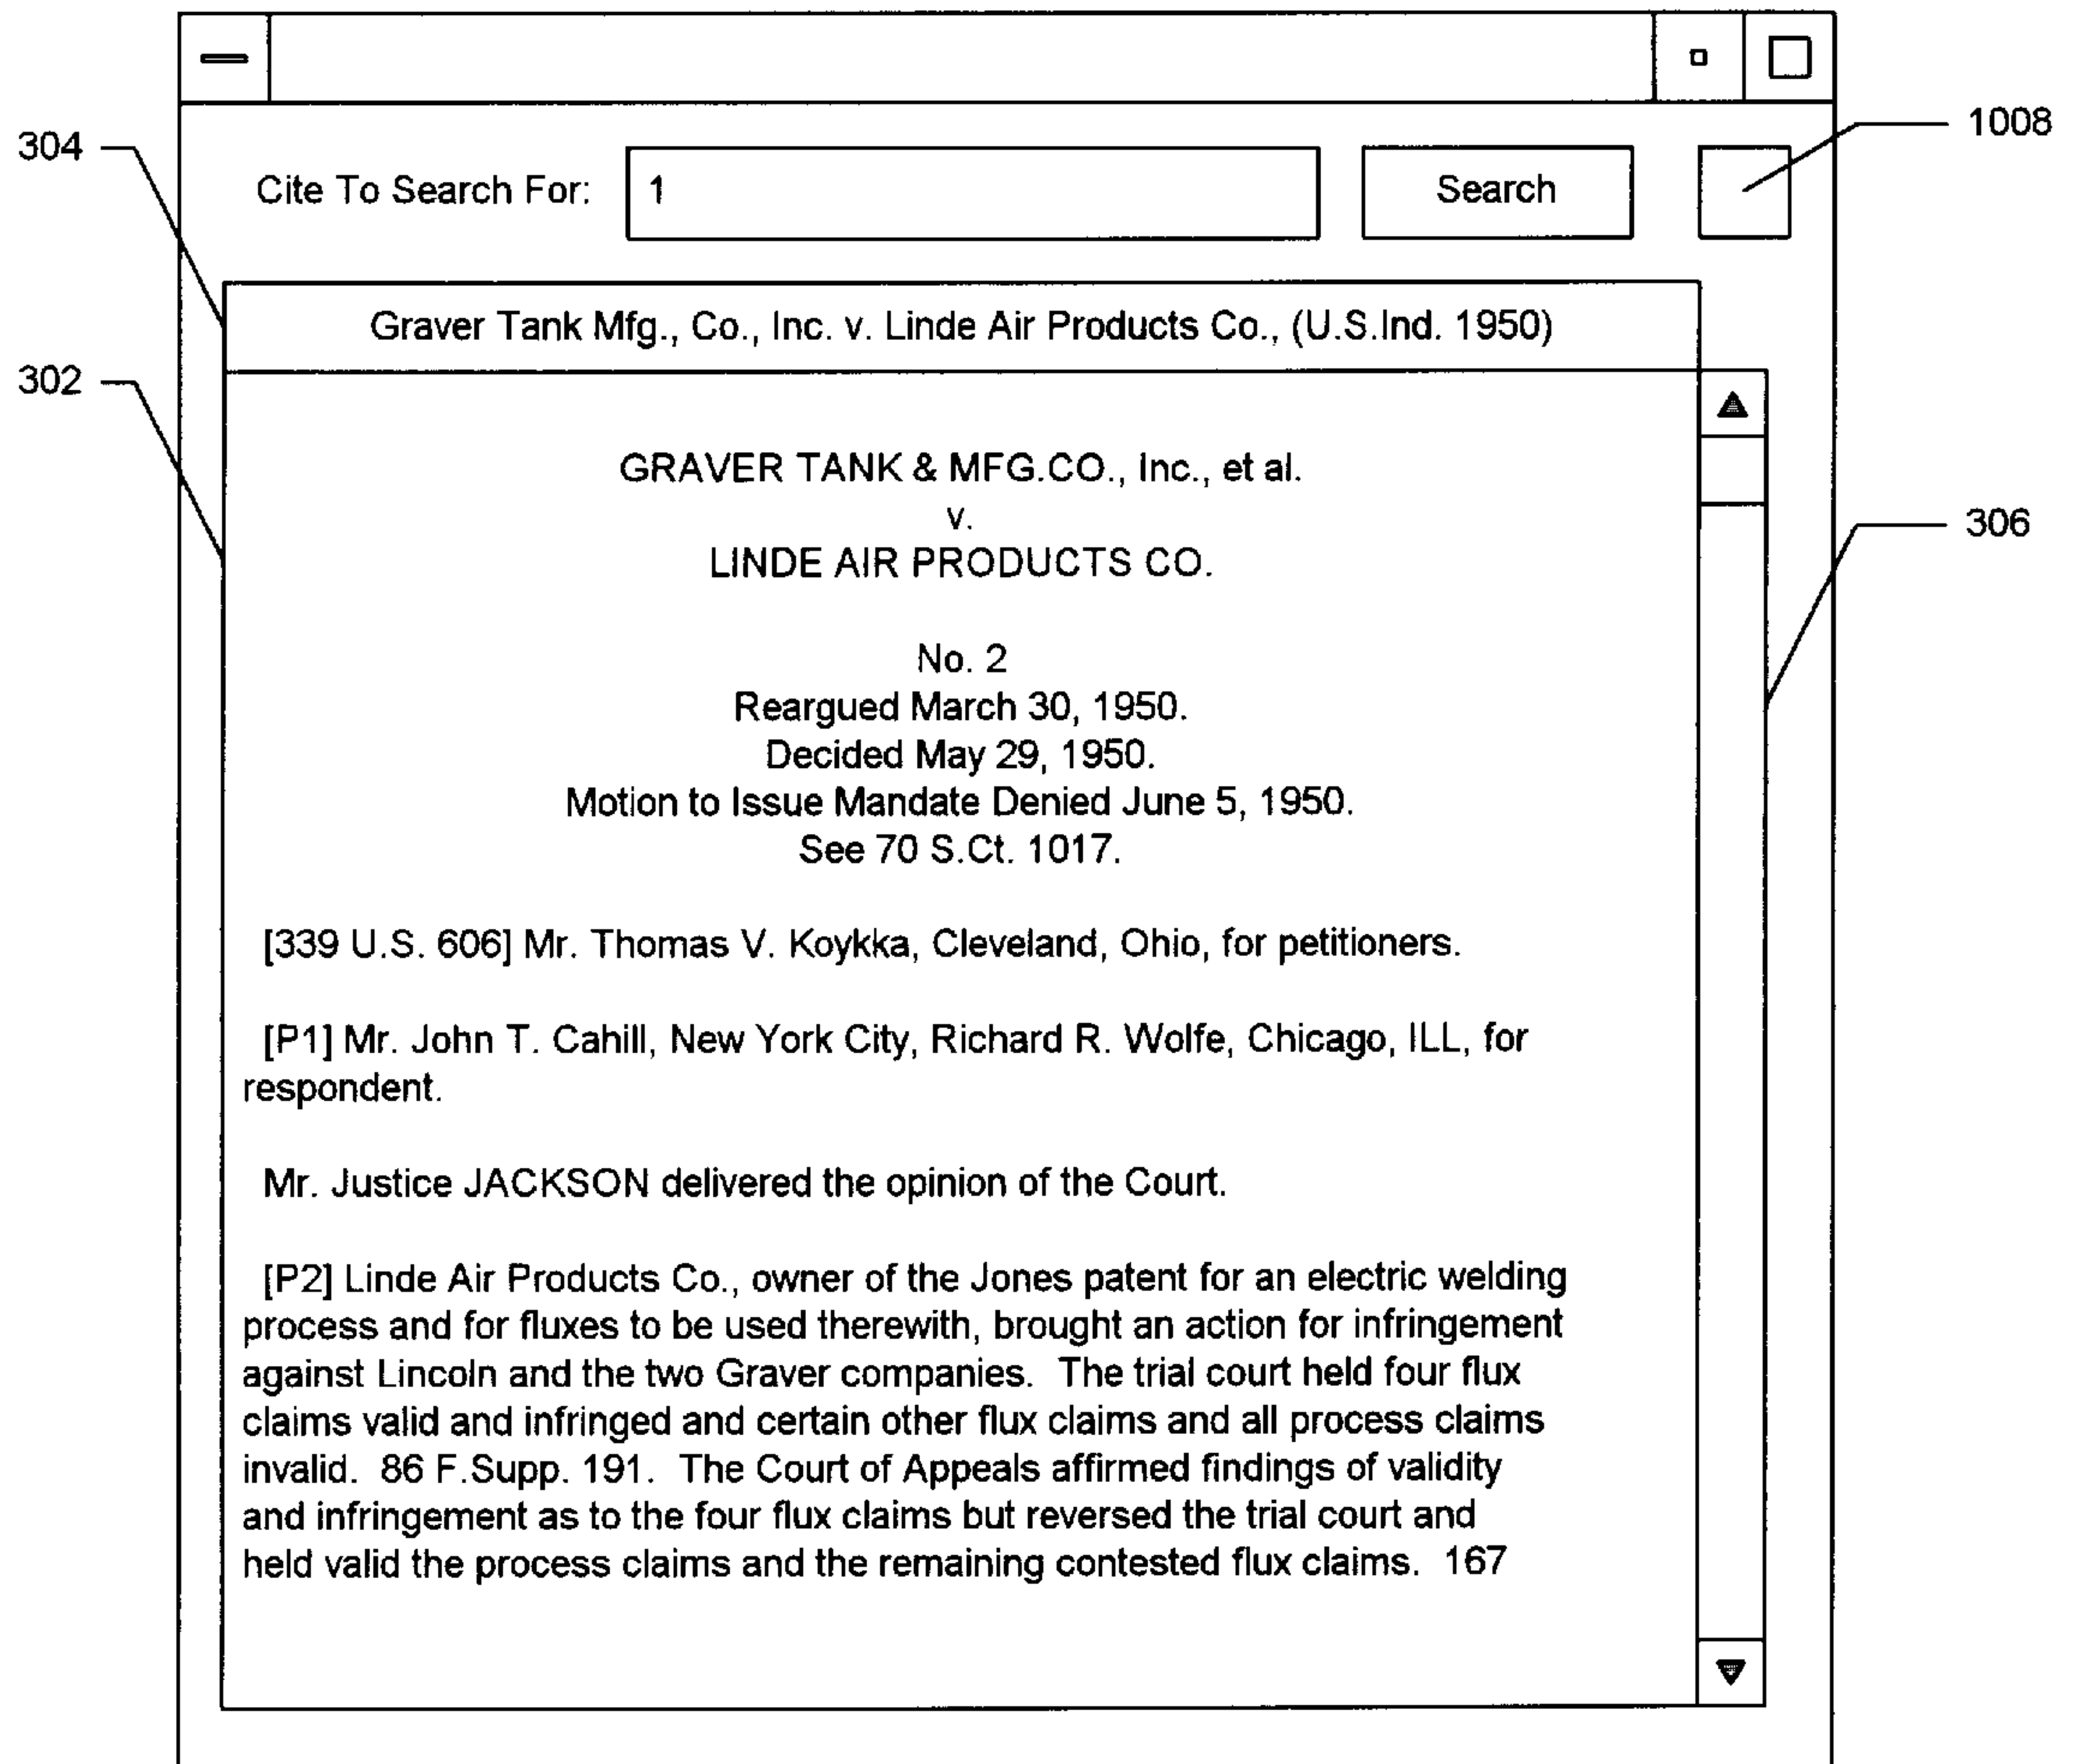 1008
304
Cite To Search For: 1 Search
Graver Tank Mfg., Co., Inc. v. Linde Air Products Co., (U.S.Ind. 1950)
302
GRAVER TANK & MFG.CO., Inc., et al.
v.
LINDE AIR PRODUCTS CO.
306
No. 2
Reargued March 30, 1950.
Decided May 29, 1950.
Motion to Issue Mandate Denied June 5, 1950.
See 70 S.Ct. 1017.
[339 U.S. 606] Mr. Thomas V. Koykka, Cleveland, Ohio, for petitioners.
[P1] Mr. John T. Cahill, New York City, Richard R. Wolfe, Chicago, ILL, for
respondent.
Mr. Justice JACKSON delivered the opinion of the Court.
[P2] Linde Air Products Co., owner of the Jones patent for an electric welding
process and for fluxes to be used therewith, brought an action for infringement
against Lincoln and the two Graver companies.  The trial court held four flux
claims valid and infringed and certain other flux claims and all process claims
invalid.  86 F.Supp. 191.  The Court of Appeals affirmed findings of validity
and infringement as to the four flux claims but reversed the trial court and
held valid the process claims and the remaining contested flux claims.  167